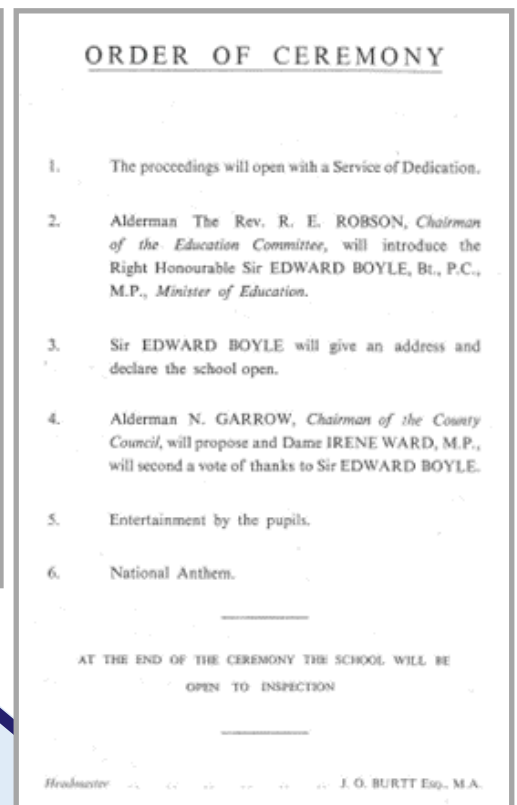 ORDER OF CEREMONY
1. The proceedings will open with a Service of Dedication.
2. Alderman The Rev. R. E. ROBSON, Chairman
of the Education Committee, will introduce the
Right Honourable Sir EDWARD BOYLE, Bt., P.C.,
M.P., Minister of Education.
3. Sir EDWARD BOYLE will give an address and
declare the school open.
4. Alderman N. GARROW, Chairman of the County
Council, will propose and Dame IRENE WARD, M.P.,
will second a vote of thanks to Sir EDWARD BOYLE.
5. Entertainment by the pupils.
6. National Anthem.
AT THE END OF THE CEREMONY THE SCHOOL WILL BE
OPEN TO INSPECTION
Headmaster .. .. .. .. .. .. J. O. BURTT Esq., M.A.